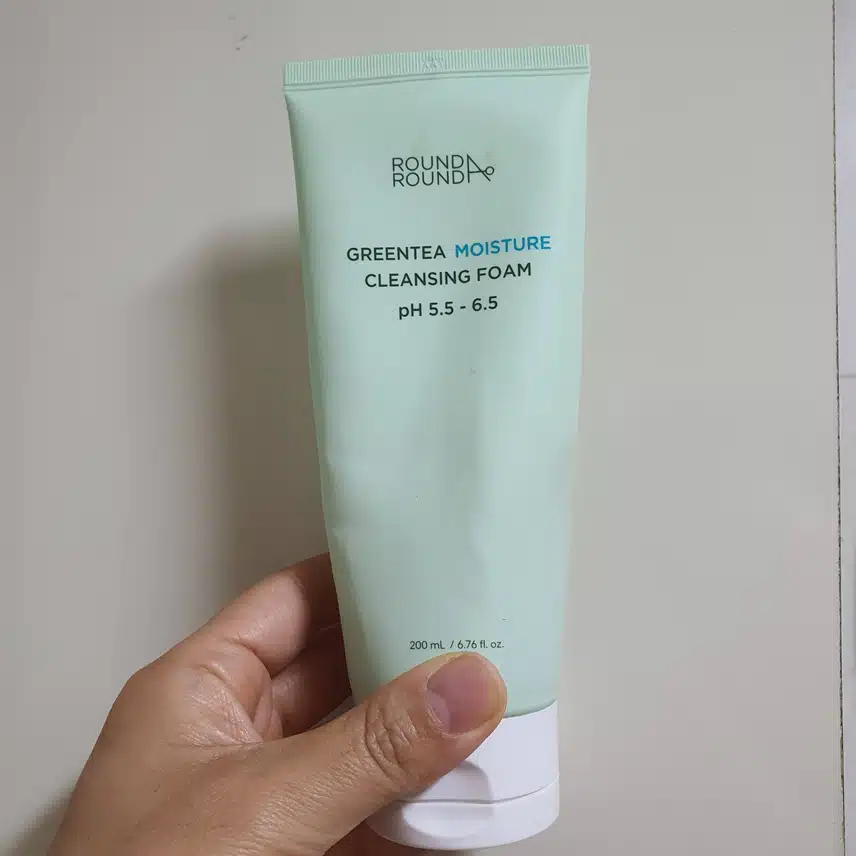 ROUND
ROUND
A
GREENTEA MOISTURE
CLEANSING FOAM
pH 5.5 - 6.5
200 mL / 6.76 fl. oz.